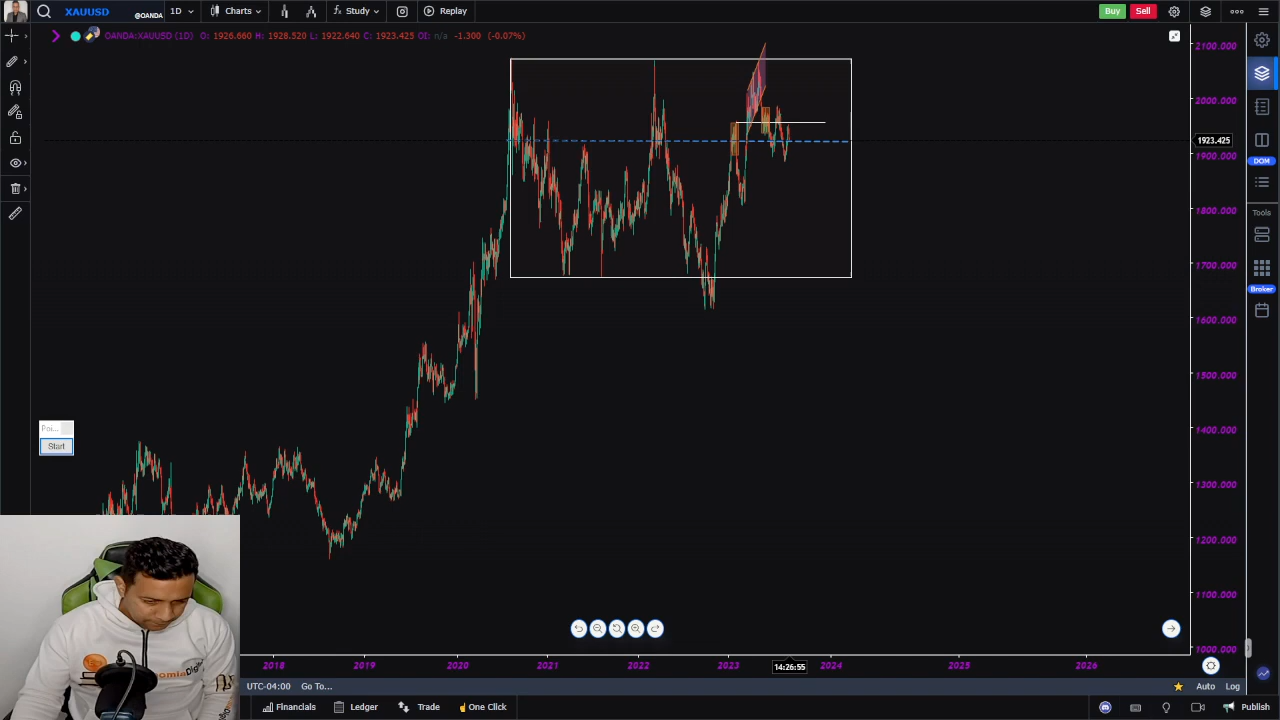 XAUUSD @OANDA 1D Charts Study Replay Buy Sell
OANDA:XAUUSD (1D) O: 1926.660 H: 1928.520 L: 1922.640 C: 1923.425 OI: n/a -1.300 (-0.07%)
2100.000
2000.000
1923.425
1900.000
DOM
1800.000
Tools
1700.000
Broker
1600.000
1500.000
Poi...
1400.000
Start
1300.000
1200.000
1100.000
1000.000
2018 2019 2020 2021 2022 2023 2024 2025 2026
14:26:55
UTC-04:00 Go To... Auto Log
Financials Ledger Trade One Click Publish